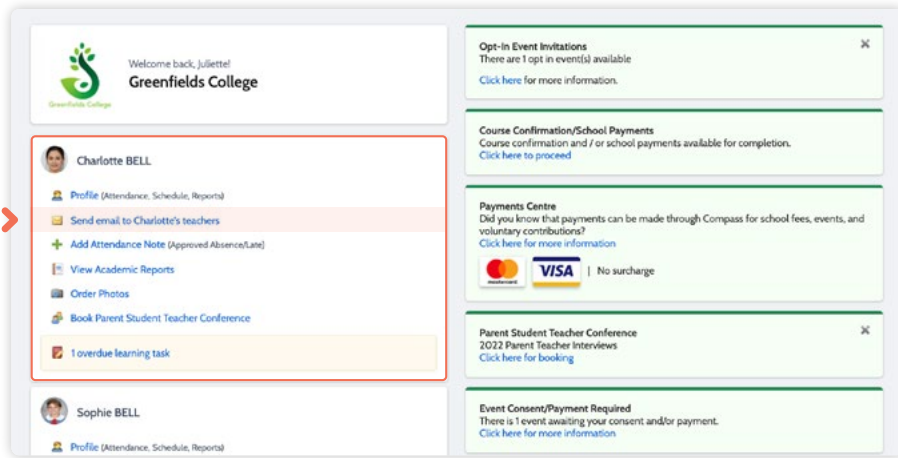 Welcome back, Juliette!
Greenfields College
Greenfields College
Charlotte BELL
Profile (Attendance, Schedule, Reports)
Send email to Charlotte's teachers
Add Attendance Note (Approved Absence/Late)
View Academic Reports
Order Photos
Book Parent Student Teacher Conference
1 overdue learning task
Sophie BELL
Profile (Attendance, Schedule, Reports)
Opt-In Event Invitations
There are 1 opt in event(s) available
Click here for more information.
Course Confirmation/School Payments
Course confirmation and / or school payments available for completion.
Click here to proceed
Payments Centre
Did you know that payments can be made through Compass for school fees, events, and
voluntary contributions?
Click here for more information
mastercard
VISA | No surcharge
Parent Student Teacher Conference
2022 Parent Teacher Interviews
Click here for booking
Event Consent/Payment Required
There is 1 event awaiting your consent and/or payment.
Click here for more information